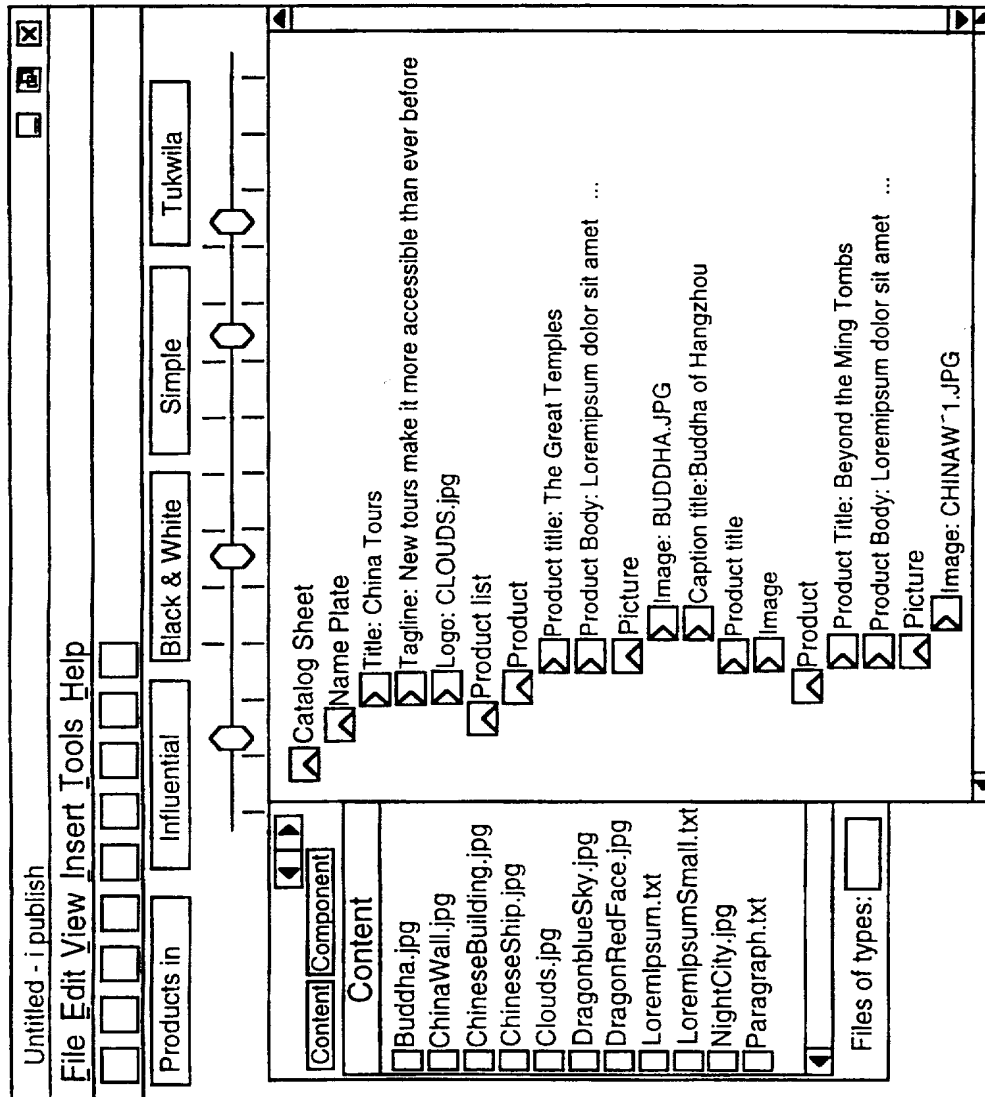 Untitled - i publish
File Edit View Insert Tools Help
Products in Influential Black & White Simple Tukwila
Content Component
Content
Buddha.jpg
ChinaWall.jpg
ChineseBuilding.jpg
ChineseShip.jpg
Clouds.jpg
DragonblueSky.jpg
DragonRedFace.jpg
LoremIpsum.txt
LoremIpsumSmall.txt
NightCity.jpg
Paragraph.txt
Files of types:
Catalog Sheet
Name Plate
Title: China Tours
Tagline: New tours make it more accessible than ever before
Logo: CLOUDS.jpg
Product list
Product
Product title: The Great Temples
Product Body: Loremipsum dolor sit amet ...
Picture
Image: BUDDHA.JPG
Caption title:Buddha of Hangzhou
Product title
Image
Product
Product Title: Beyond the Ming Tombs
Product Body: Loremipsum dolor sit amet ...
Picture
Image: CHINAW~1.JPG